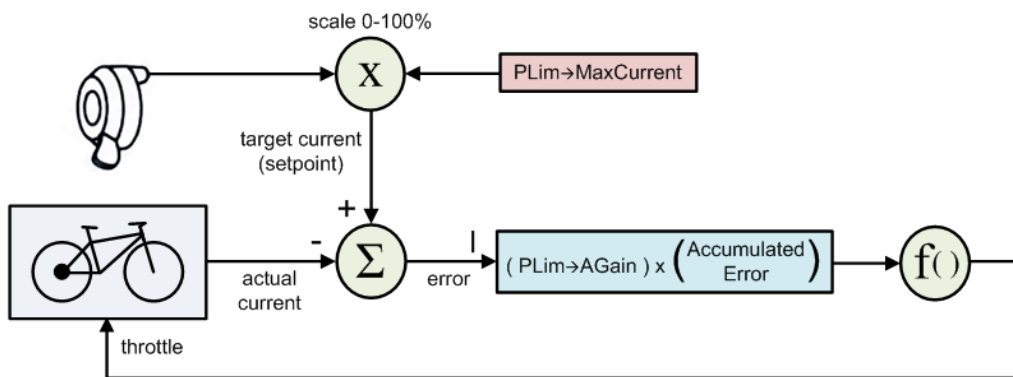 scale 0-100%
X
PLim→MaxCurrent
target current
(setpoint)
+
-
Σ
actual
current
error
I
( PLim→AGain ) x ( Accumulated
Error )
f()
throttle